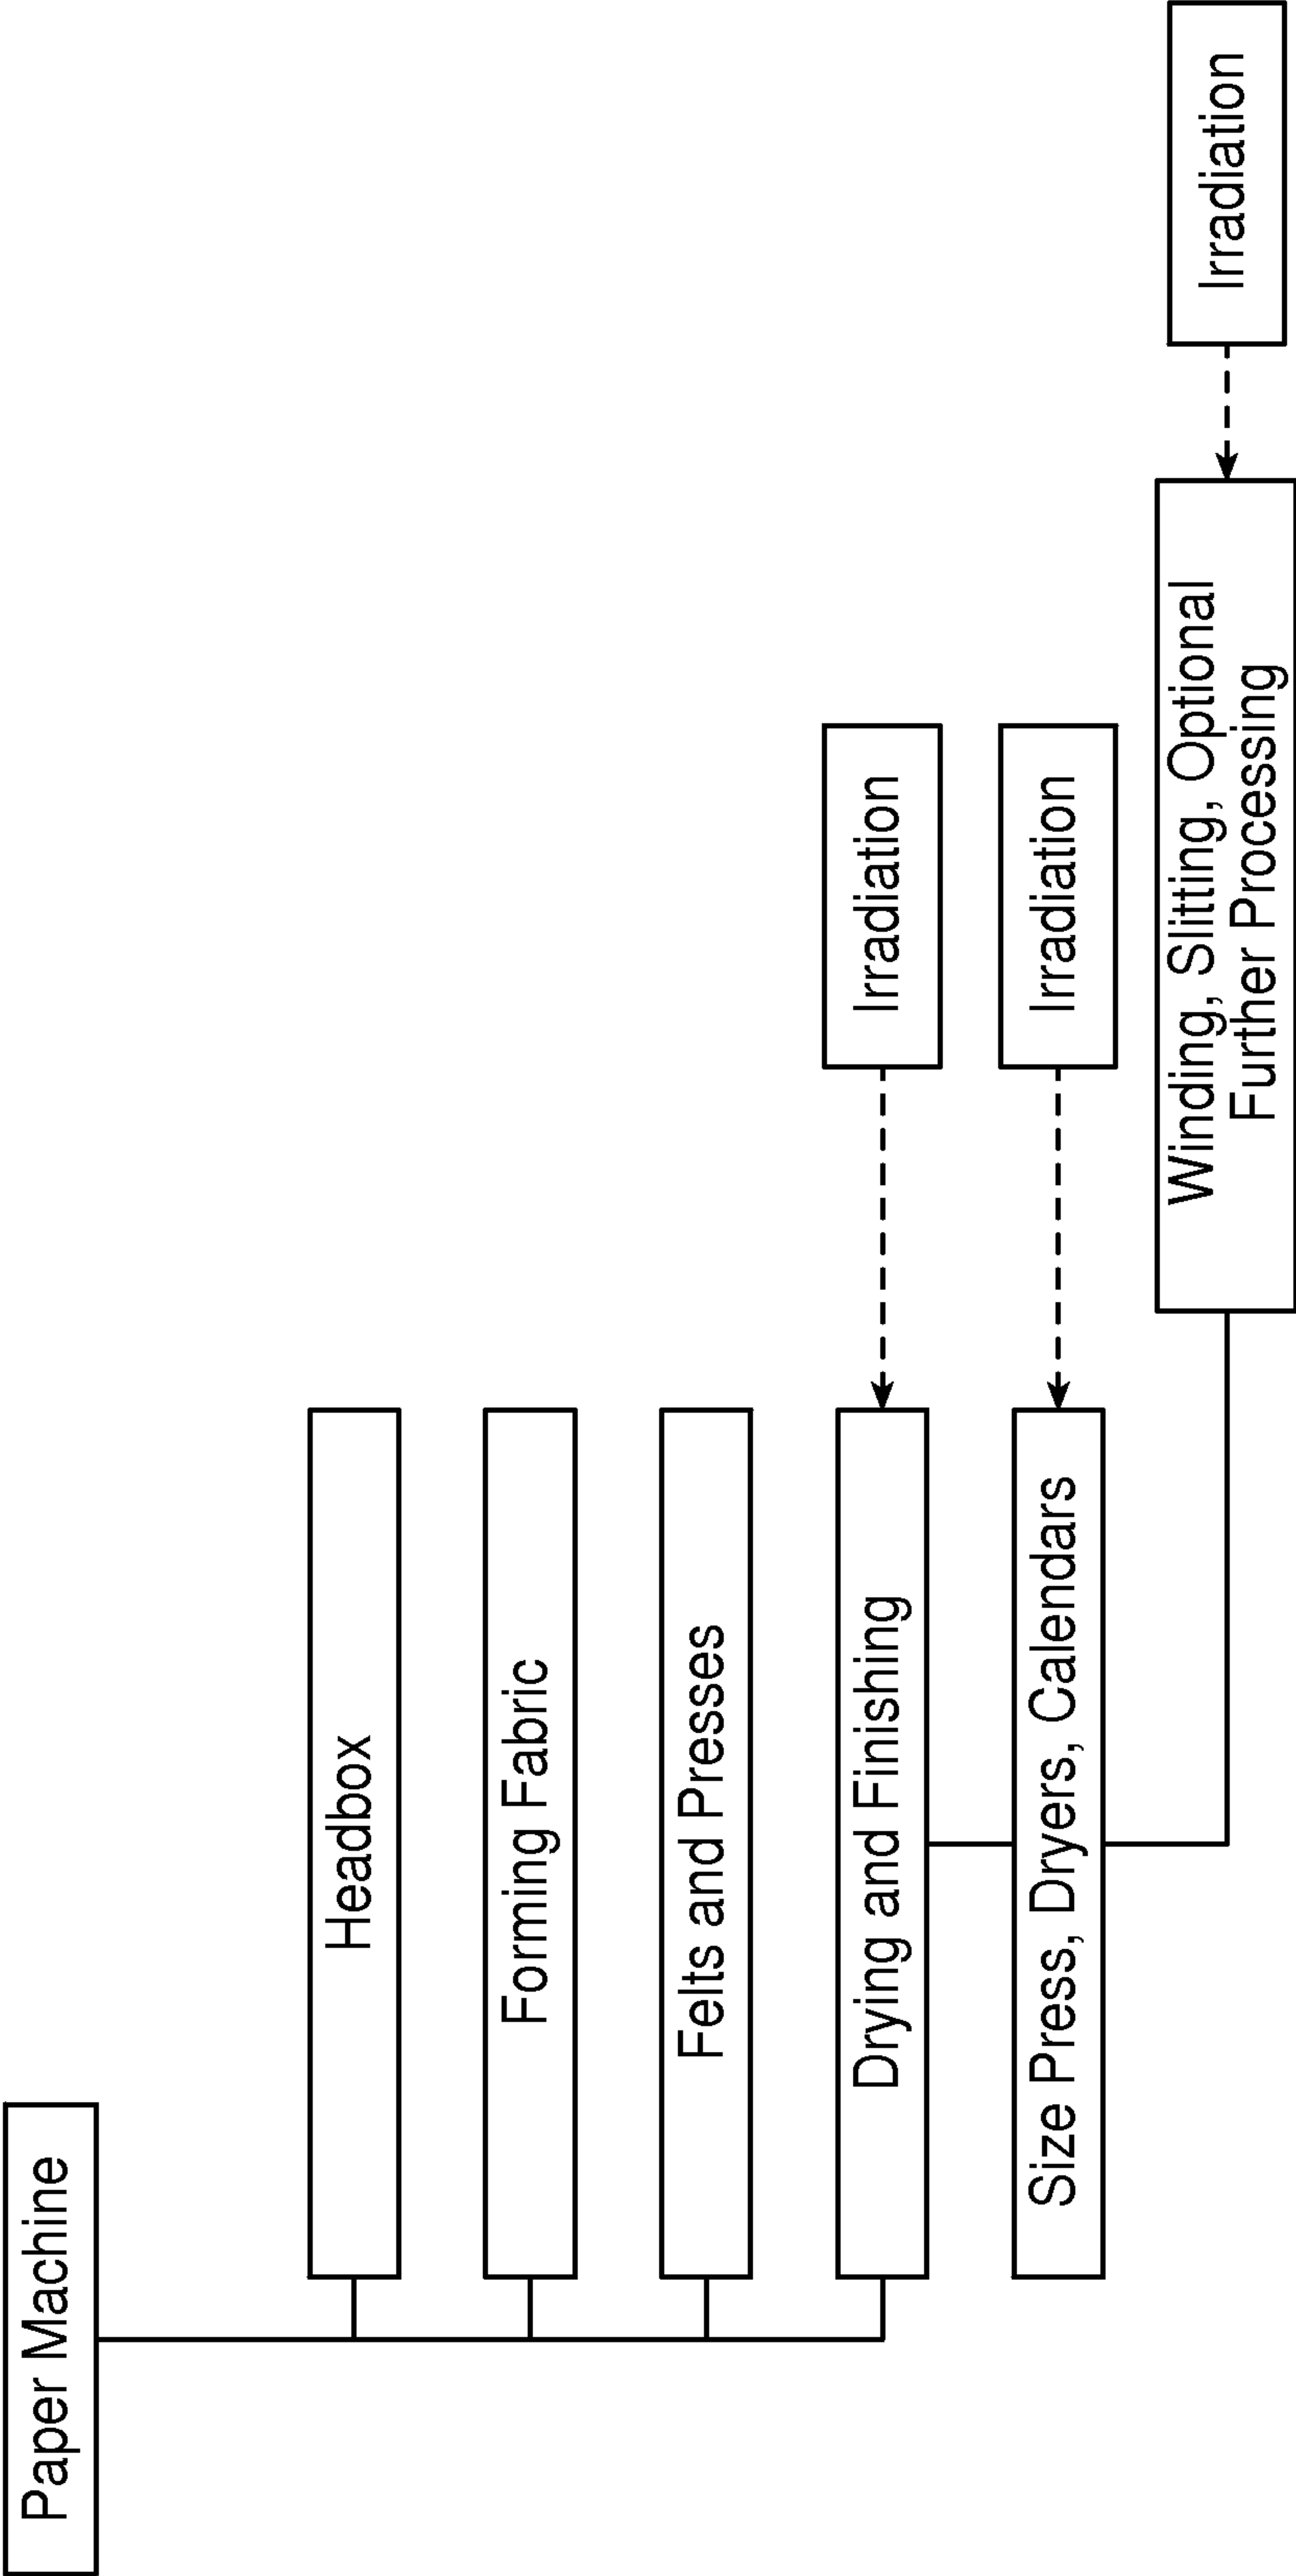 Paper Machine
Headbox
Forming Fabric
Felts and Presses
Drying and Finishing
Irradiation
Size Press, Dryers, Calendars
Irradiation
Winding, Slitting, Optional
Further Processing
Irradiation